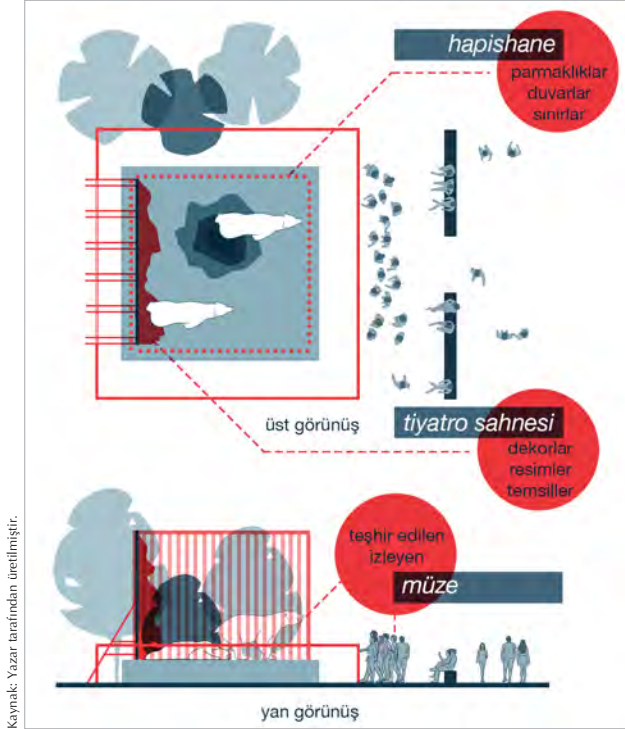 hapishane
parmaklıklar
duvarlar
sınırlar
üst görünüş
tiyatro sahnesi
dekorlar
resimler
temsiller
teşhir edilen
izleyen
müze
yan görünüş
Kaynak: Yazar tarafından üretilmiştir.